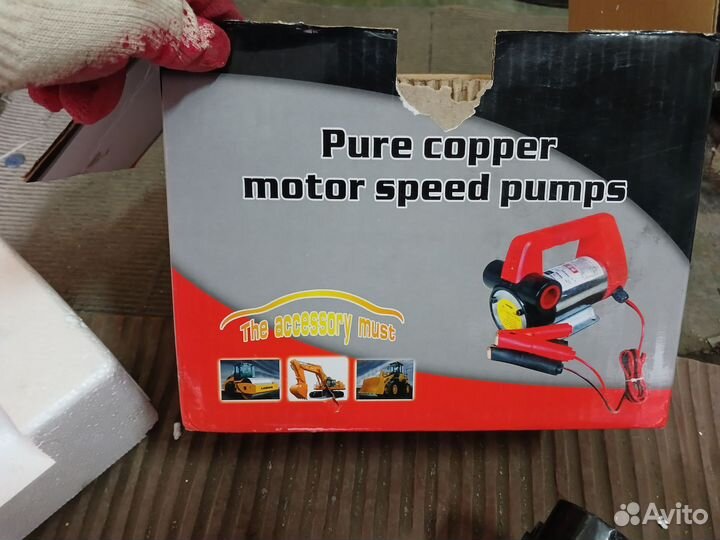 Pure copper
motor speed pumps
The accessory must
Avito